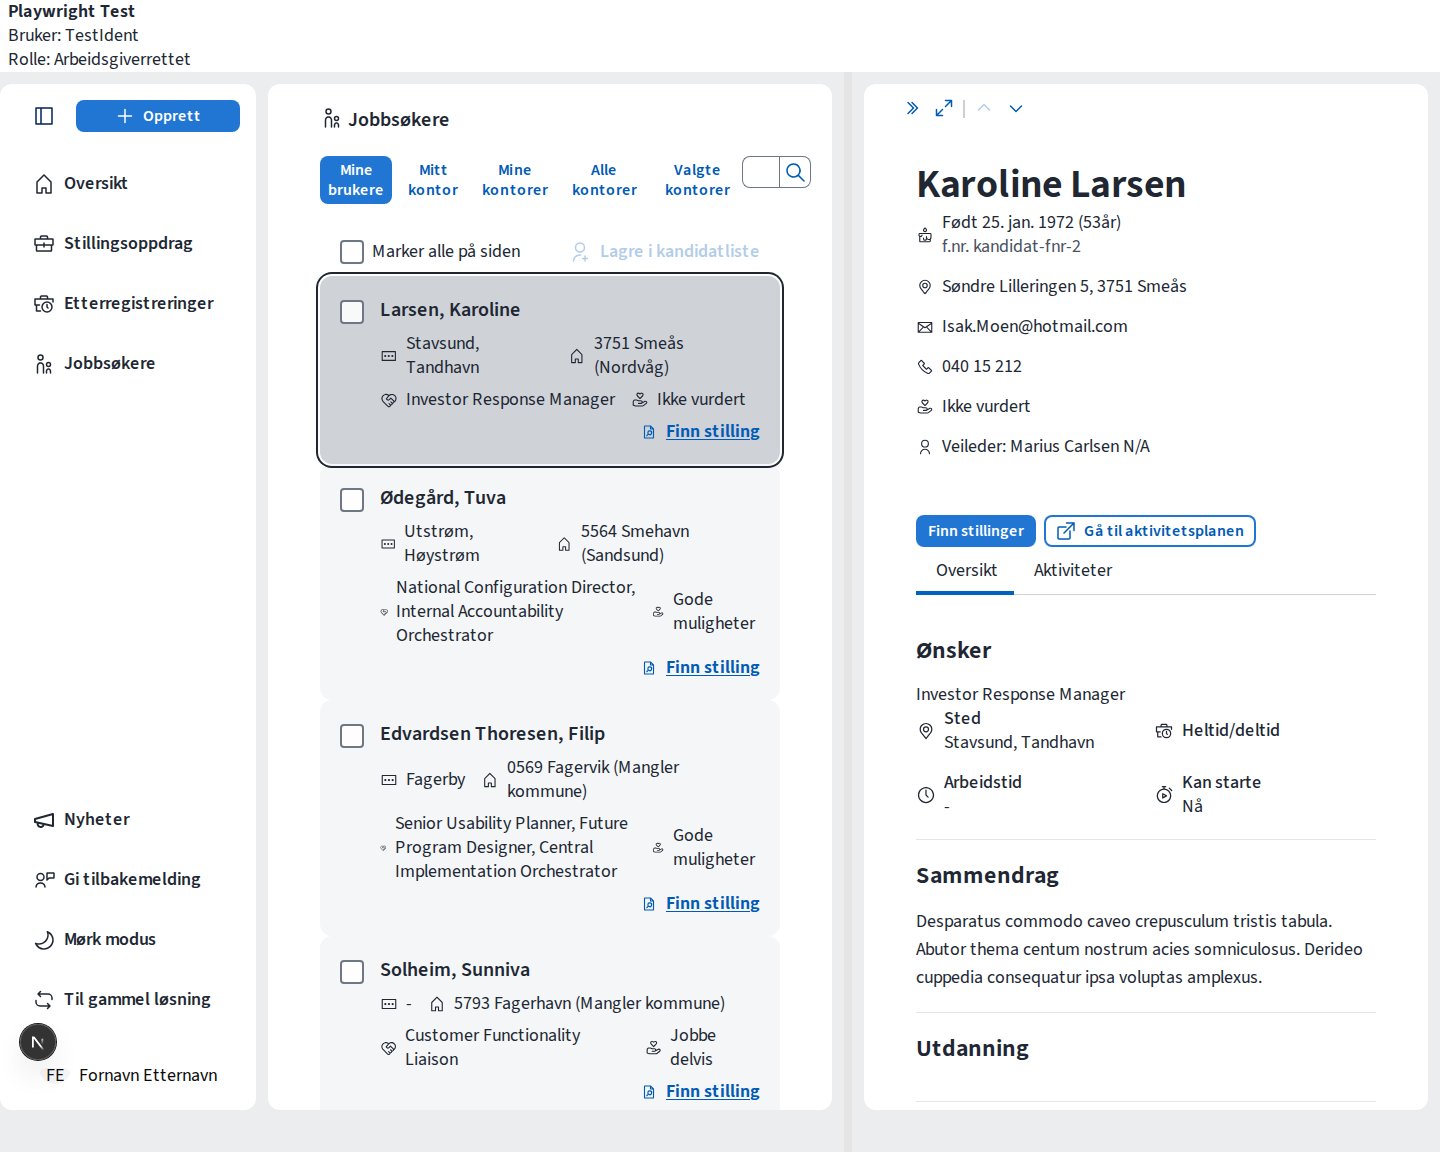 Playwright Test
Bruker: TestIdent
Rolle: Arbeidsgiverrettet
Opprett
Oversikt
Stillingsoppdrag
Etterregistreringer
Jobbsøkere
Nyheter
Gi tilbakemelding
Mørk modus
Til gammel løsning
N
FE Fornavn Etternavn
Jobbsøkere
Mine
brukere
Mitt
kontor
Mine
kontorer
Alle
kontorer
Valgte
kontorer
Marker alle på siden
Lagre i kandidatliste
Larsen, Karoline
Stavsund,
Tandhavn
3751 Smeås
(Nordvåg)
Investor Response Manager
Ikke vurdert
Finn stilling
Ødegård, Tuva
Utstrøm,
Høystrøm
5564 Smehavn
(Sandsund)
National Configuration Director,
Internal Accountability
Orchestrator
Gode
muligheter
Finn stilling
Edvardsen Thoresen, Filip
Fagerby
0569 Fagervik (Mangler
kommune)
Senior Usability Planner, Future
Program Designer, Central
Implementation Orchestrator
Gode
muligheter
Finn stilling
Solheim, Sunniva
-
5793 Fagerhavn (Mangler kommune)
Customer Functionality
Liaison
Jobbe
delvis
Finn stilling
Karoline Larsen
Født 25. jan. 1972 (53år)
f.nr. kandidat-fnr-2
Søndre Lilleringen 5, 3751 Smeås
Isak.Moen@hotmail.com
040 15 212
Ikke vurdert
Veileder: Marius Carlsen N/A
Finn stillinger
Gå til aktivitetsplanen
Oversikt
Aktiviteter
Ønsker
Investor Response Manager
Sted
Stavsund, Tandhavn
Heltid/deltid
Arbeidstid
-
Kan starte
Nå
Sammendrag
Desparatus commodo caveo crepusculum tristis tabula.
Abutor thema centum nostrum acies somniculosus. Derideo
cuppedia consequatur ipsa voluptas amplexus.
Utdanning